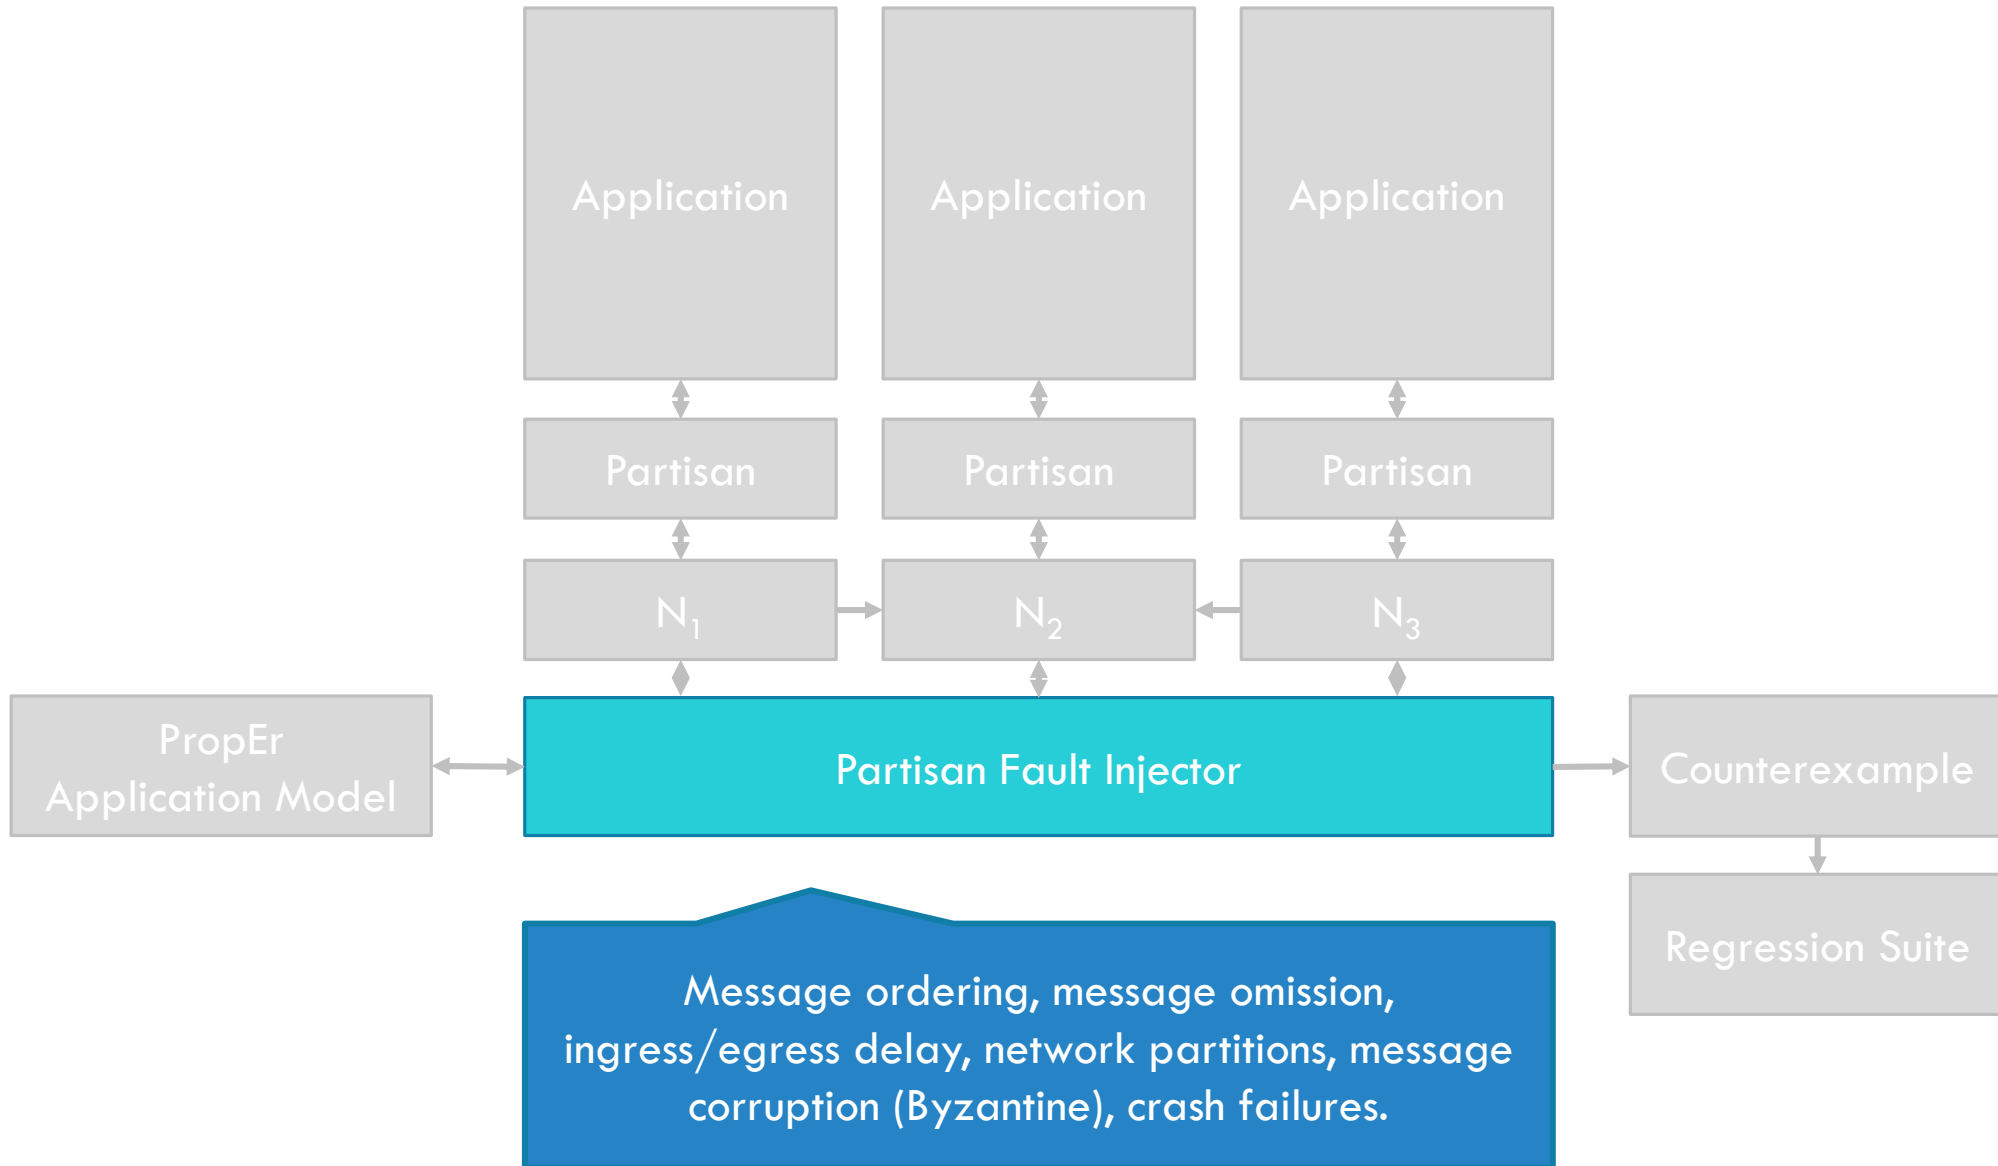 Application
Application
Application
Partisan
Partisan
Partisan
N₁
N₂
N₃
PropEr
Application Model
Partisan Fault Injector
Counterexample
Regression Suite
Message ordering, message omission,
ingress/egress delay, network partitions, message
corruption (Byzantine), crash failures.